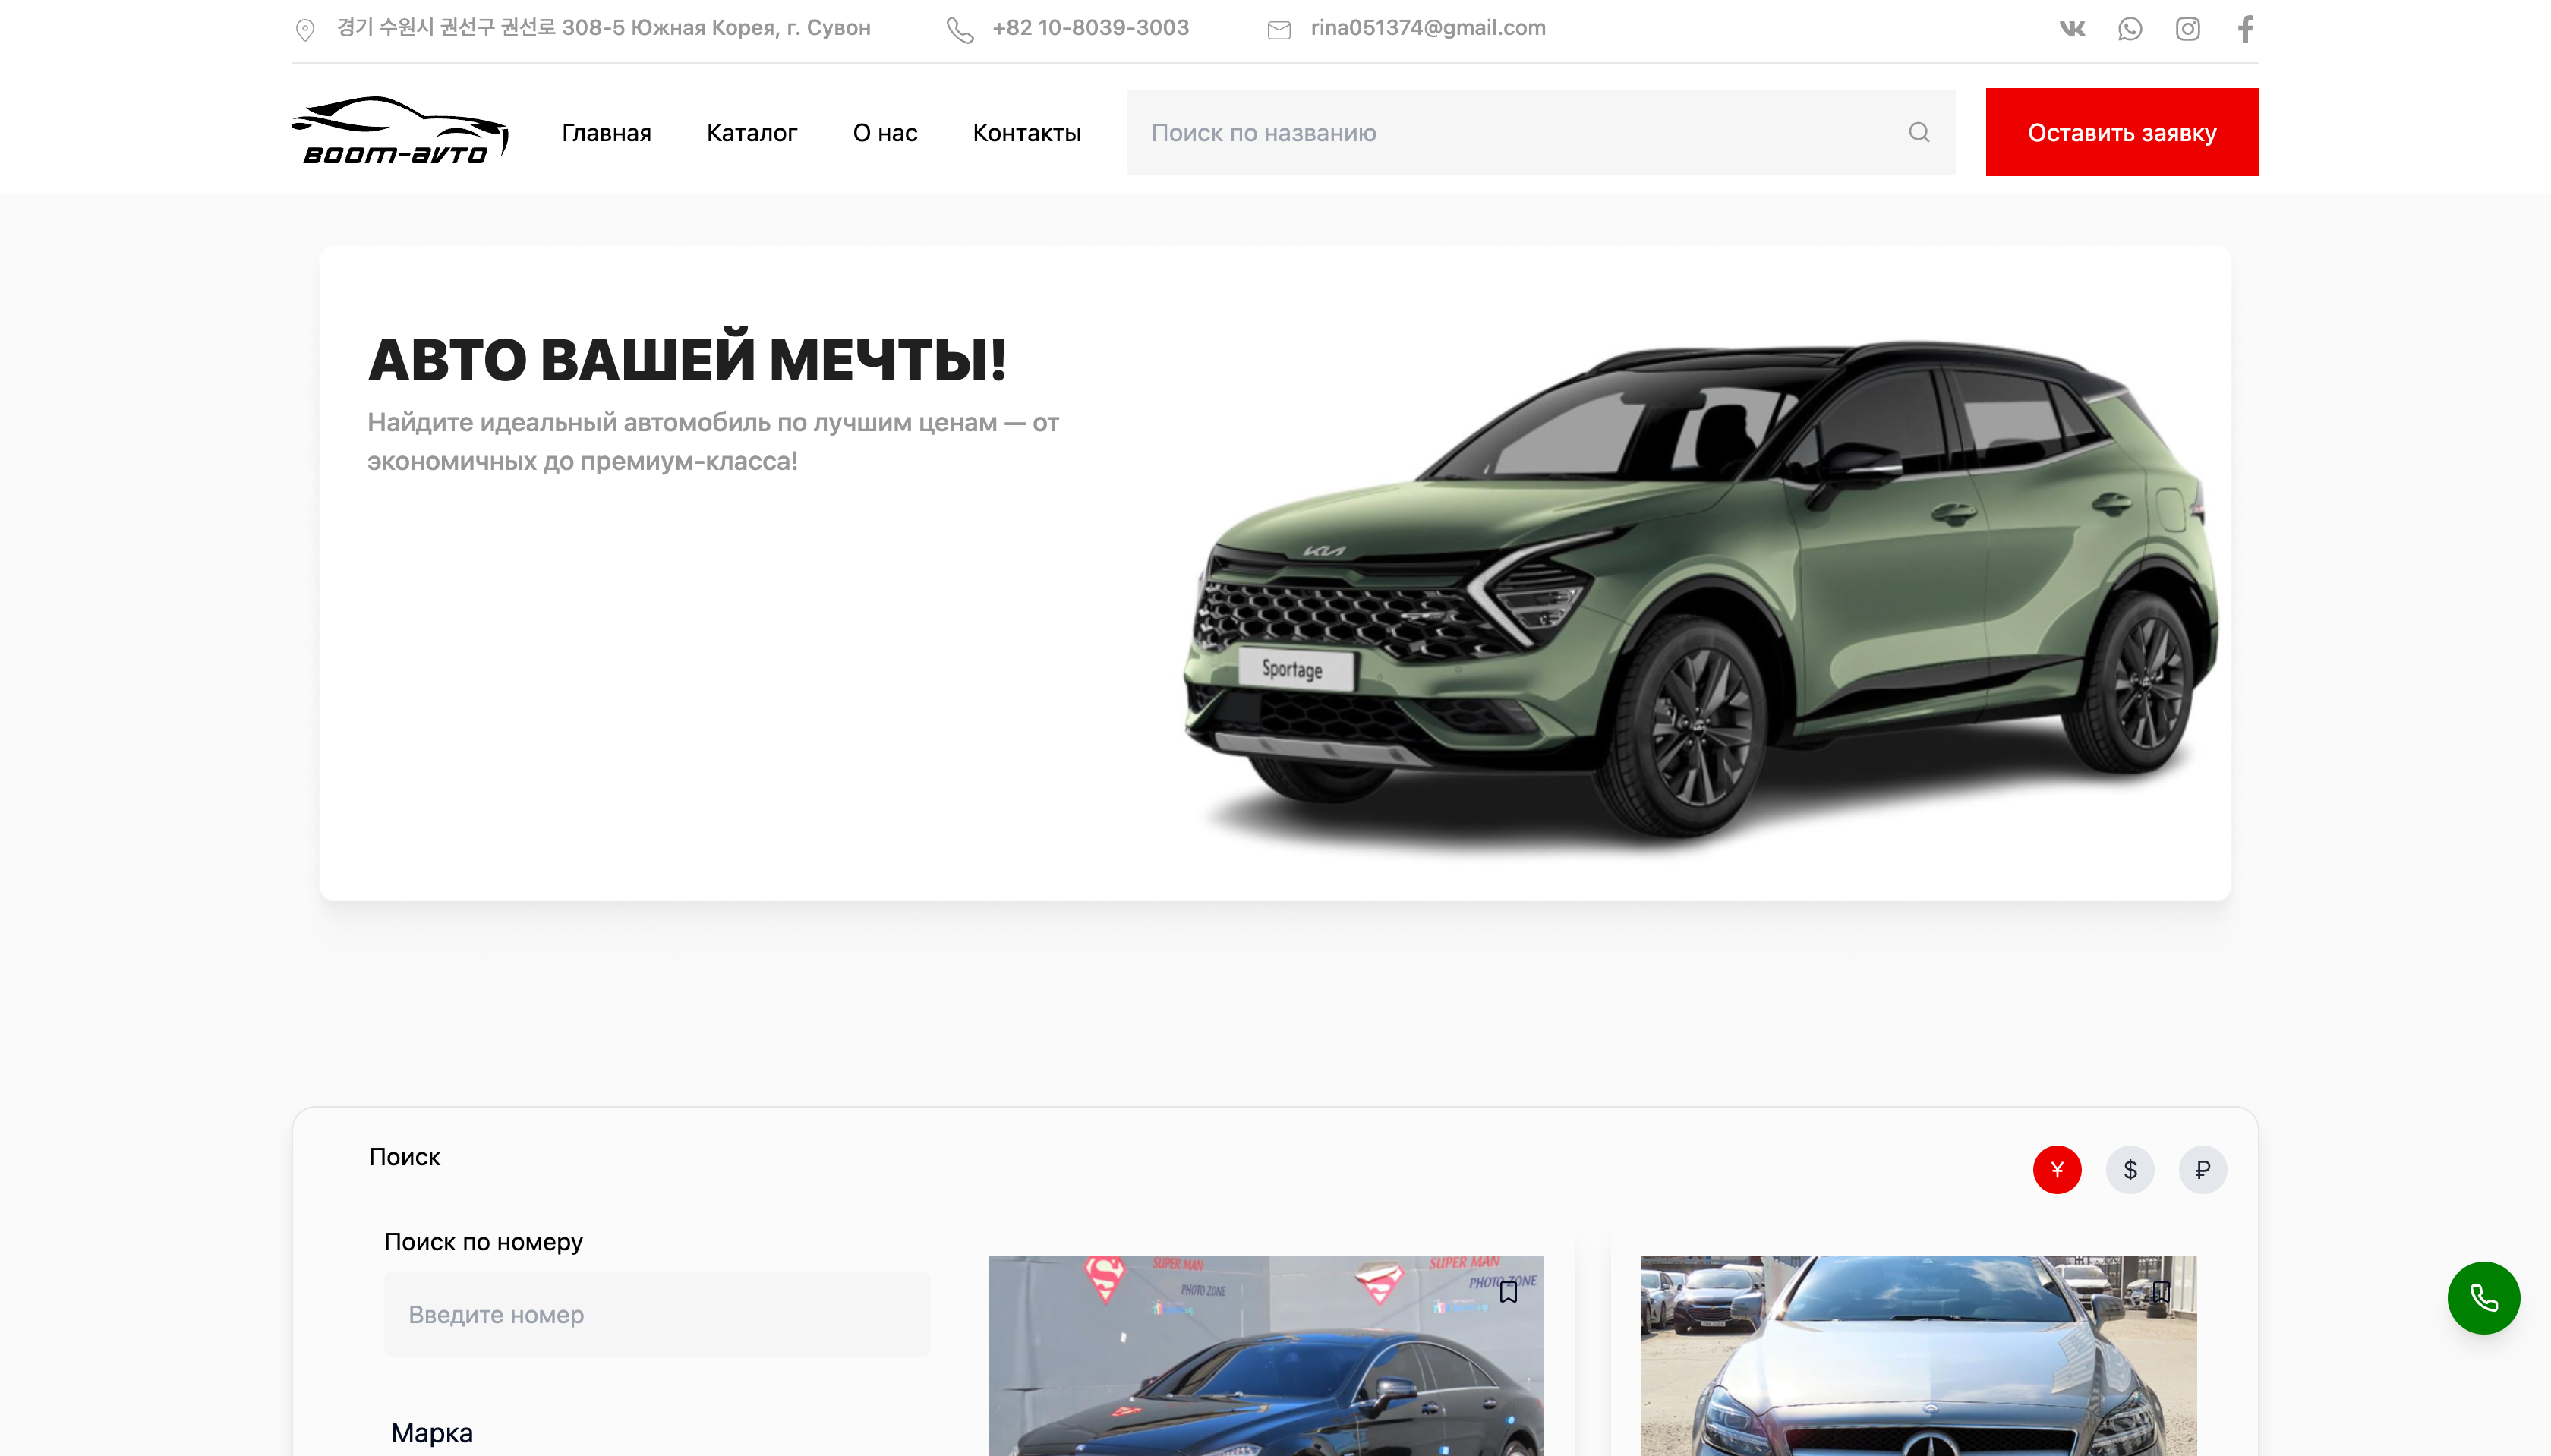 경기 수원시 권선구 권선로 308-5 Южная Корея, г. Сувон
+82 10-8039-3003
rina051374@gmail.com
BOOM-AVTO
Главная
Каталог
О нас
Контакты
Поиск по названию
Оставить заявку
АВТО ВАШЕЙ МЕЧТЫ!
Найдите идеальный автомобиль по лучшим ценам — от
экономичных до премиум-класса!
KIA
Sportage
Поиск
¥
$
₽
Поиск по номеру
Введите номер
Марка
SUPER MAN
PHOTO ZONE
SUPER MAN
PHOTO ZONE